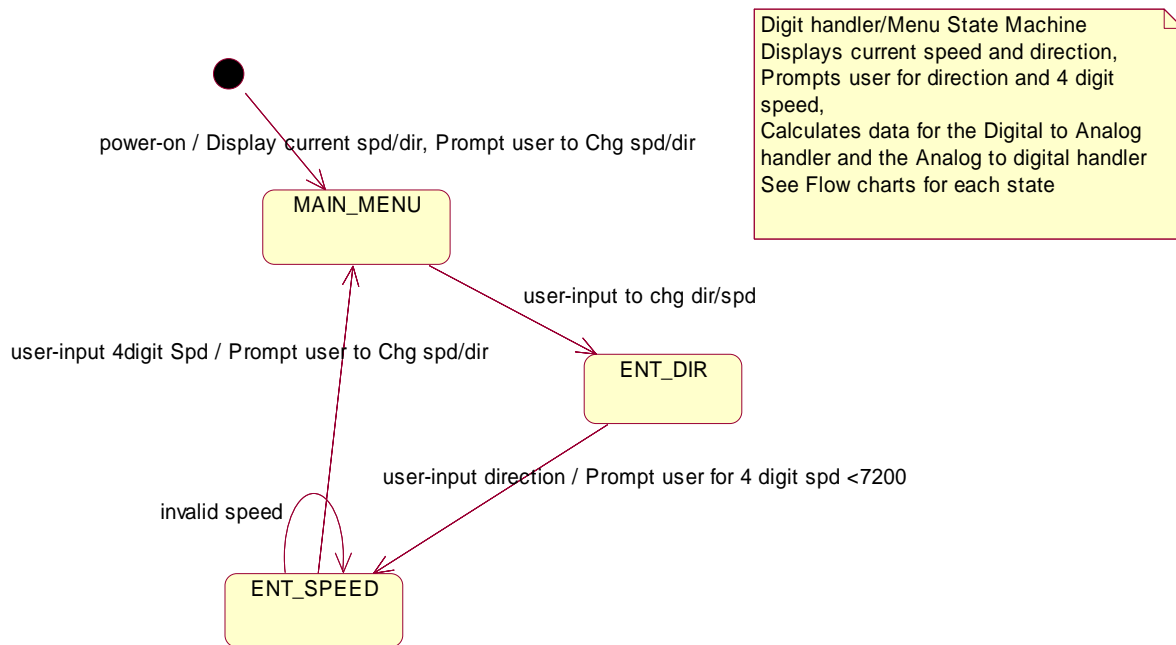 Digit handler/Menu State Machine
Displays current speed and direction,
Prompts user for direction and 4 digit
speed,
Calculates data for the Digital to Analog
handler and the Analog to digital handler
See Flow charts for each state
power-on / Display current spd/dir, Prompt user to Chg spd/dir
MAIN_MENU
user-input to chg dir/spd
user-input 4digit Spd / Prompt user to Chg spd/dir
ENT_DIR
user-input direction / Prompt user for 4 digit spd <7200
invalid speed
ENT_SPEED